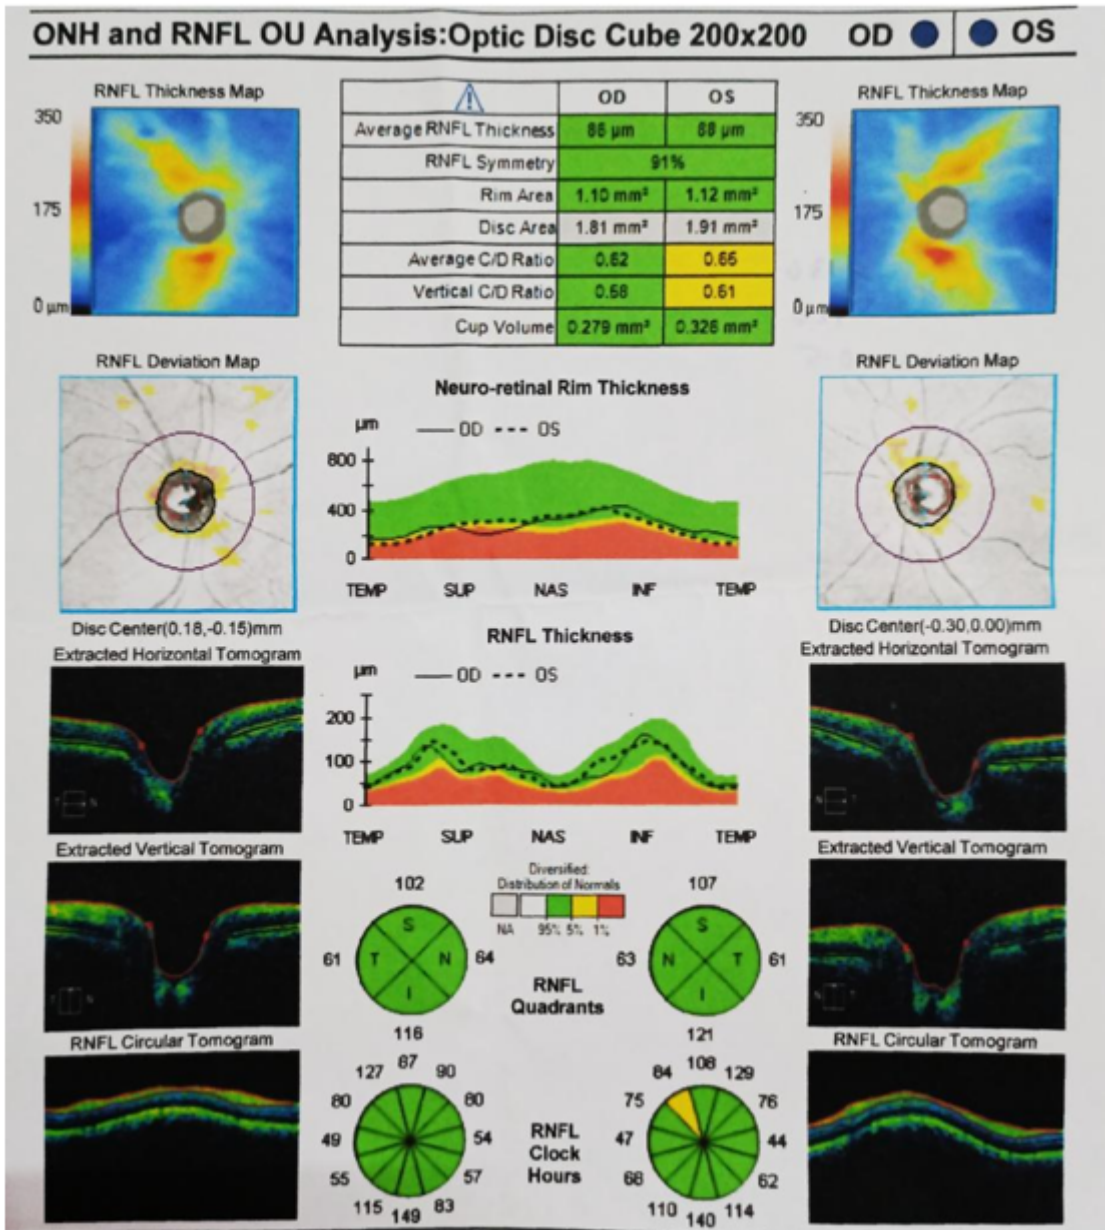 ONH and RNFL OU Analysis:Optic Disc Cube 200x200 OD OS
RNFL Thickness Map
350
175
0 µm
OD OS
Average RNFL Thickness 86 µm 88 µm
RNFL Symmetry 91%
Rim Area 1.10 mm² 1.12 mm²
Disc Area 1.81 mm² 1.91 mm²
Average C/D Ratio 0.62 0.65
Vertical C/D Ratio 0.58 0.61
Cup Volume 0.279 mm³ 0.326 mm³
RNFL Thickness Map
350
175
0 µm
RNFL Deviation Map
Disc Center(0.18,-0.15)mm
Neuro-retinal Rim Thickness
µm OD OS
800
400
0
TEMP SUP NAS INF TEMP
RNFL Deviation Map
Disc Center(-0.30,0.00)mm
Extracted Horizontal Tomogram
T N
RNFL Thickness
µm OD OS
200
100
0
TEMP SUP NAS INF TEMP
Extracted Horizontal Tomogram
N T
Extracted Vertical Tomogram
Diversified:
Distribution of Normals
NA 95% 5% 1%
102
S
61 T N 64
I
116
RNFL
Quadrants
107
S
63 N T 61
I
121
Extracted Vertical Tomogram
RNFL Circular Tomogram
87
127 90
80 80
49 54
55 57
115 83
149
RNFL
Clock
Hours
108
84 129
75 76
47 44
68 62
110 114
140
RNFL Circular Tomogram